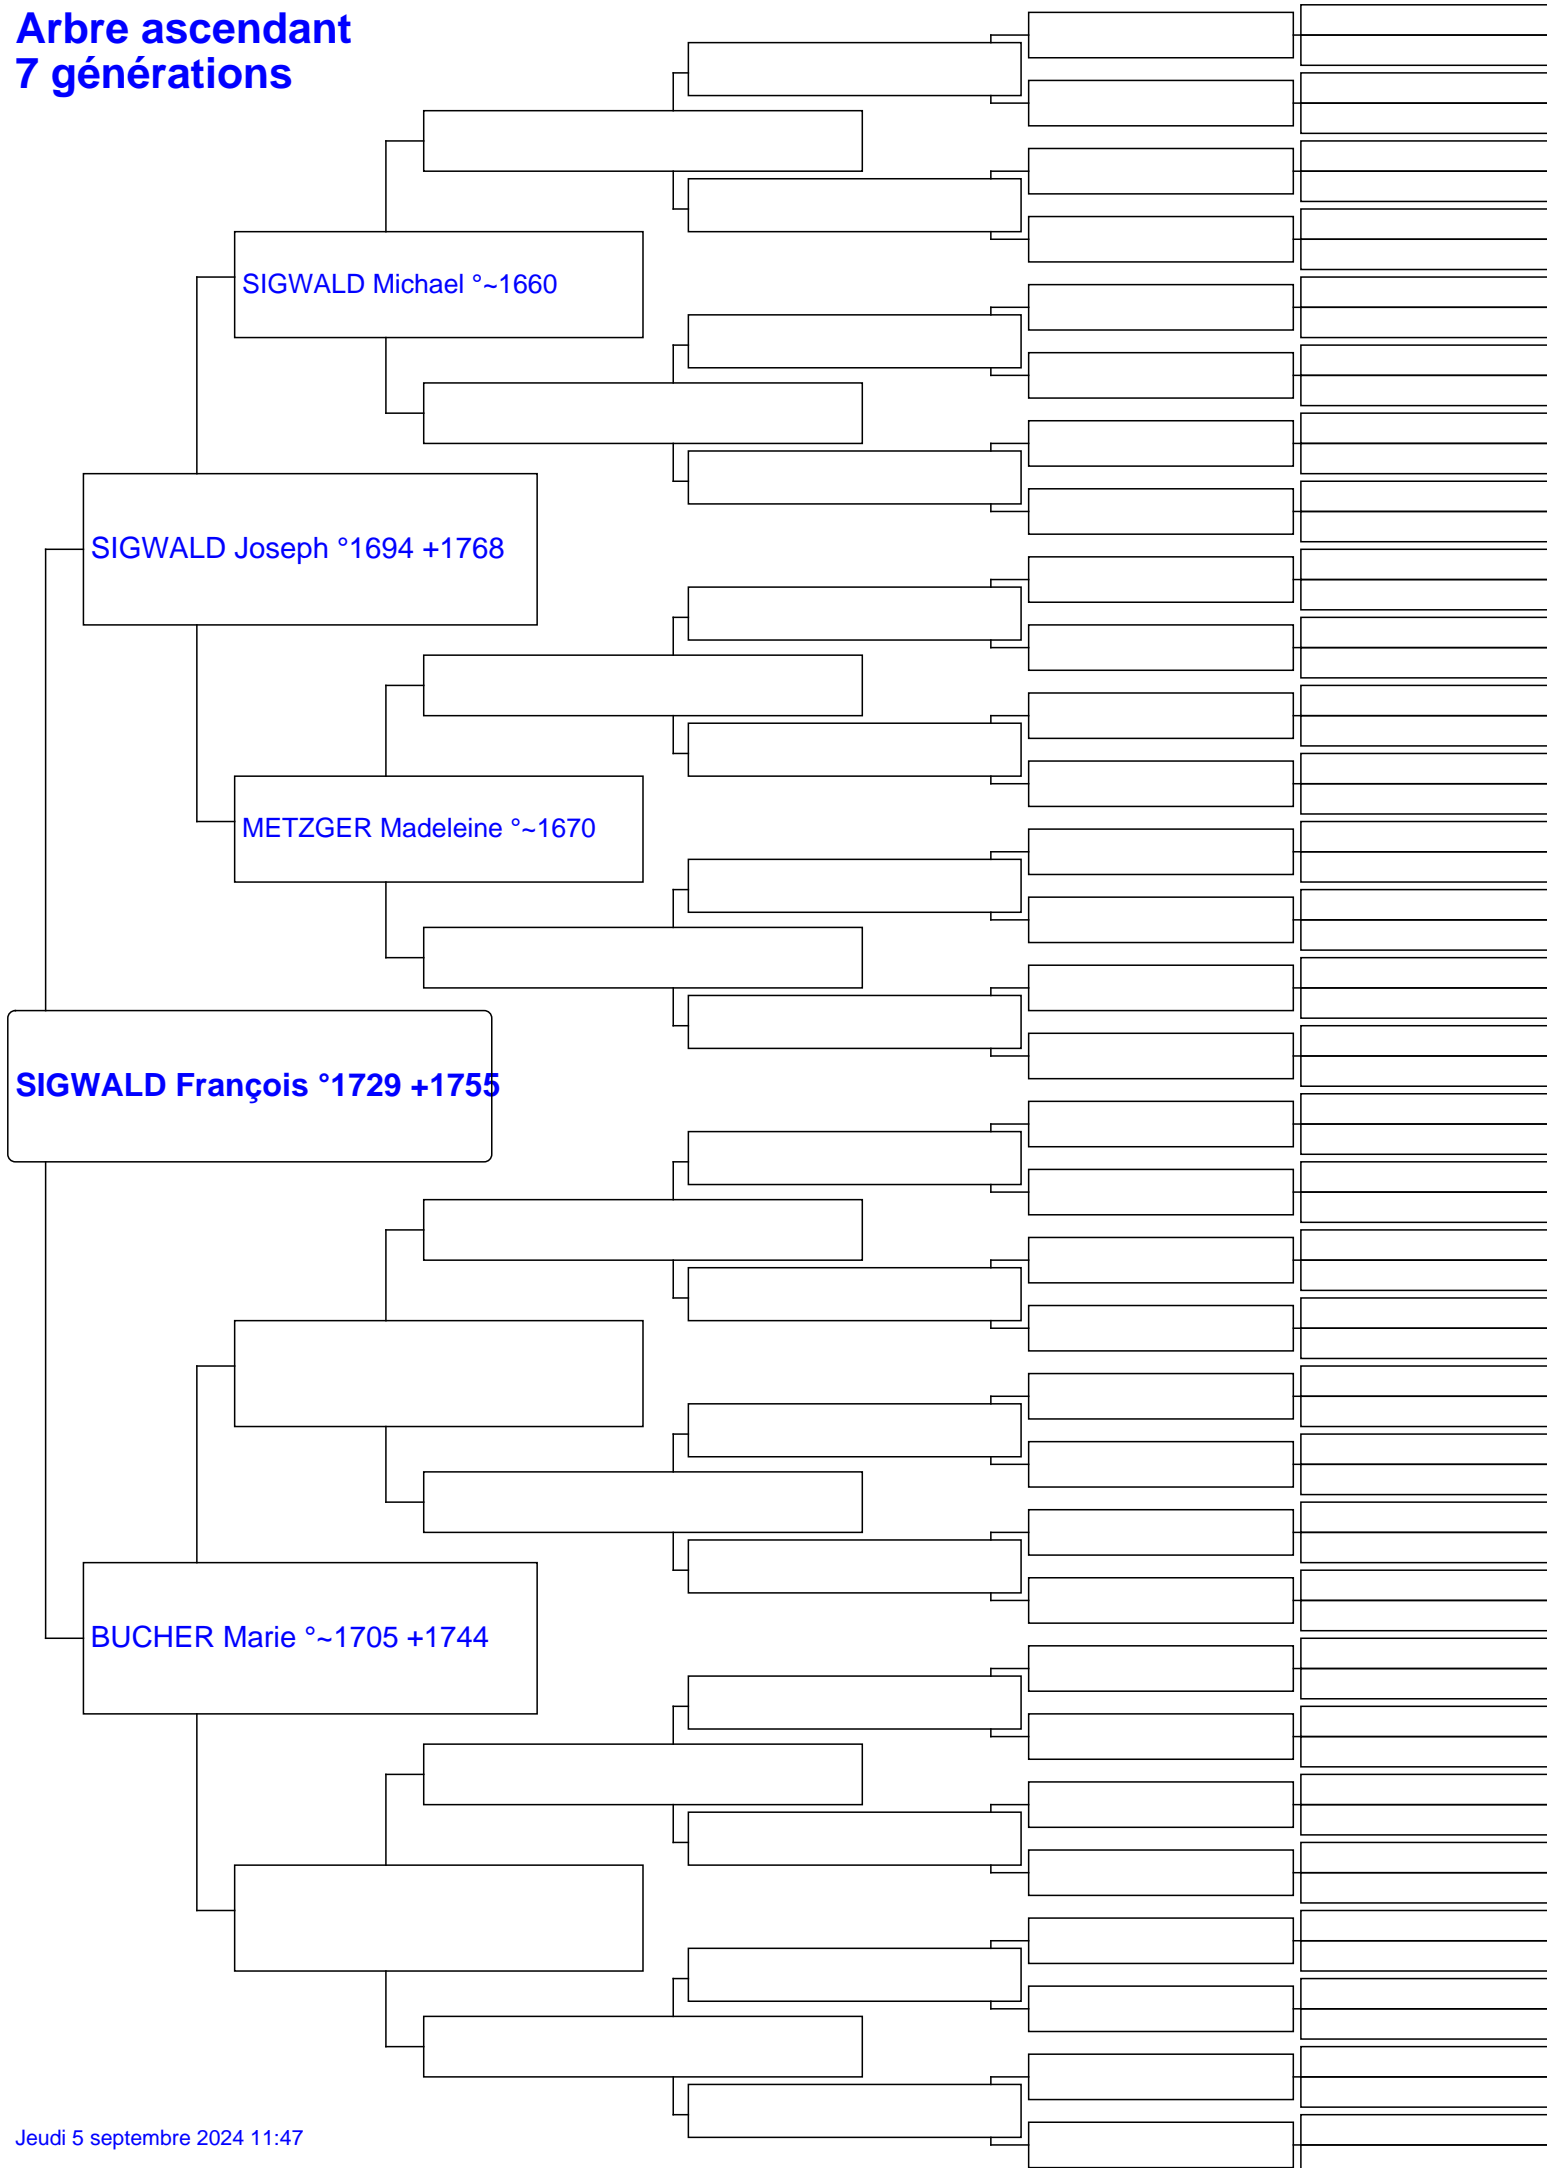 Arbre ascendant
7 générations
SIGWALD Michael °~1660
SIGWALD Joseph °1694 +1768
METZGER Madeleine °~1670
SIGWALD François °1729 +1755
BUCHER Marie °~1705 +1744
Jeudi 5 septembre 2024 11:47